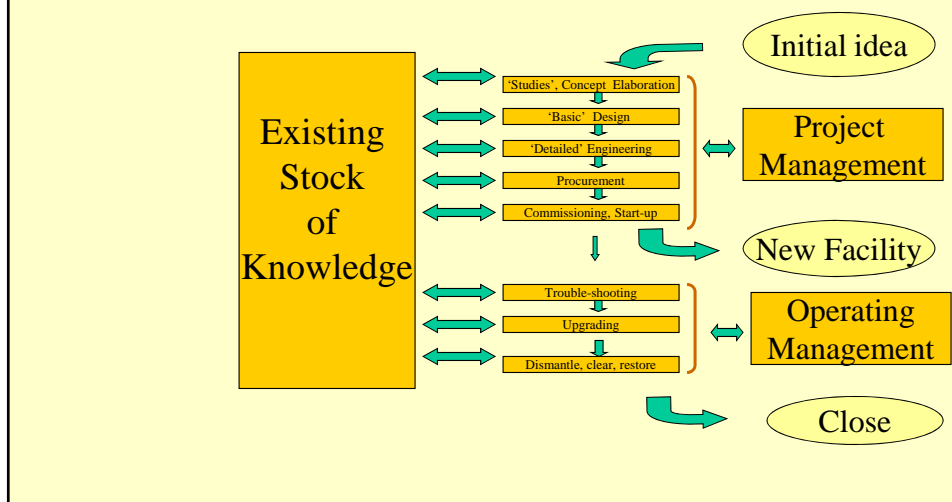 Initial idea
Existing
Stock
of
Knowledge
‘Studies’, Concept Elaboration
‘Basic’ Design
‘Detailed’ Engineering
Procurement
Commissioning, Start-up
Project
Management
New Facility
Trouble-shooting
Upgrading
Dismantle, clear, restore
Operating
Management
Close